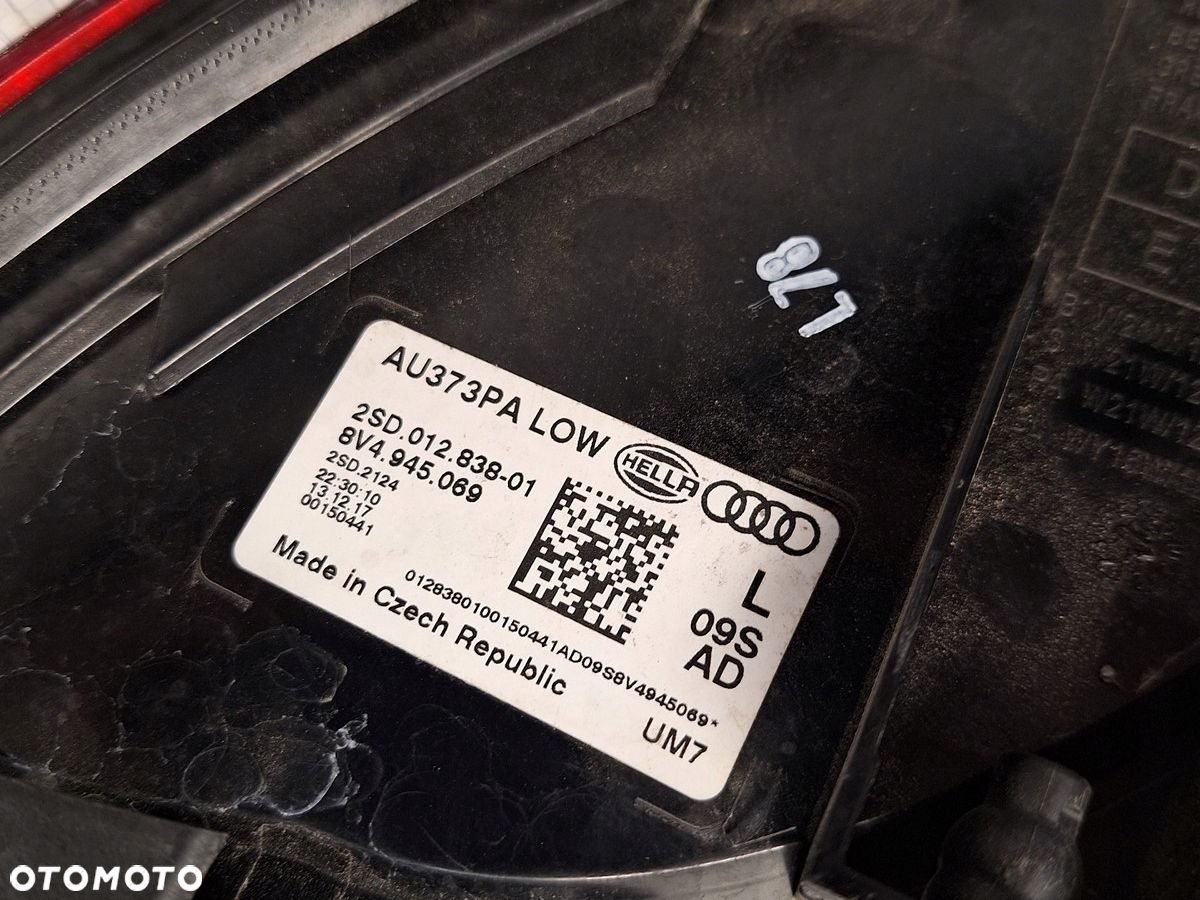 AU373PA LOW
HELLA
2SD.012.838-01
8V4.945.069
2SD.2124
22:30:10
13.12.17
00150441
L
09S
AD
012838010015044​1AD09S8V4945069*
Made in Czech Republic
UM7
L78
D
E
OTOMOTO